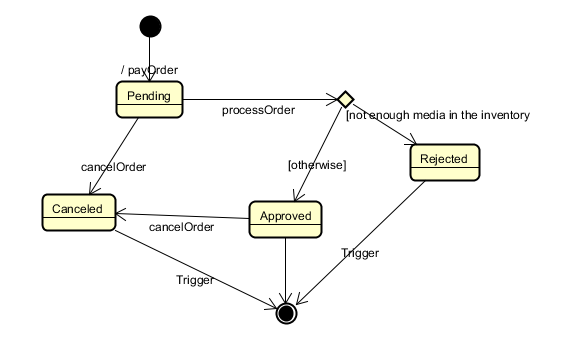 / payOrder
Pending
processOrder
[not enough media in the inventory
cancelOrder
[otherwise]
Rejected
Canceled
Approved
cancelOrder
Trigger
Trigger